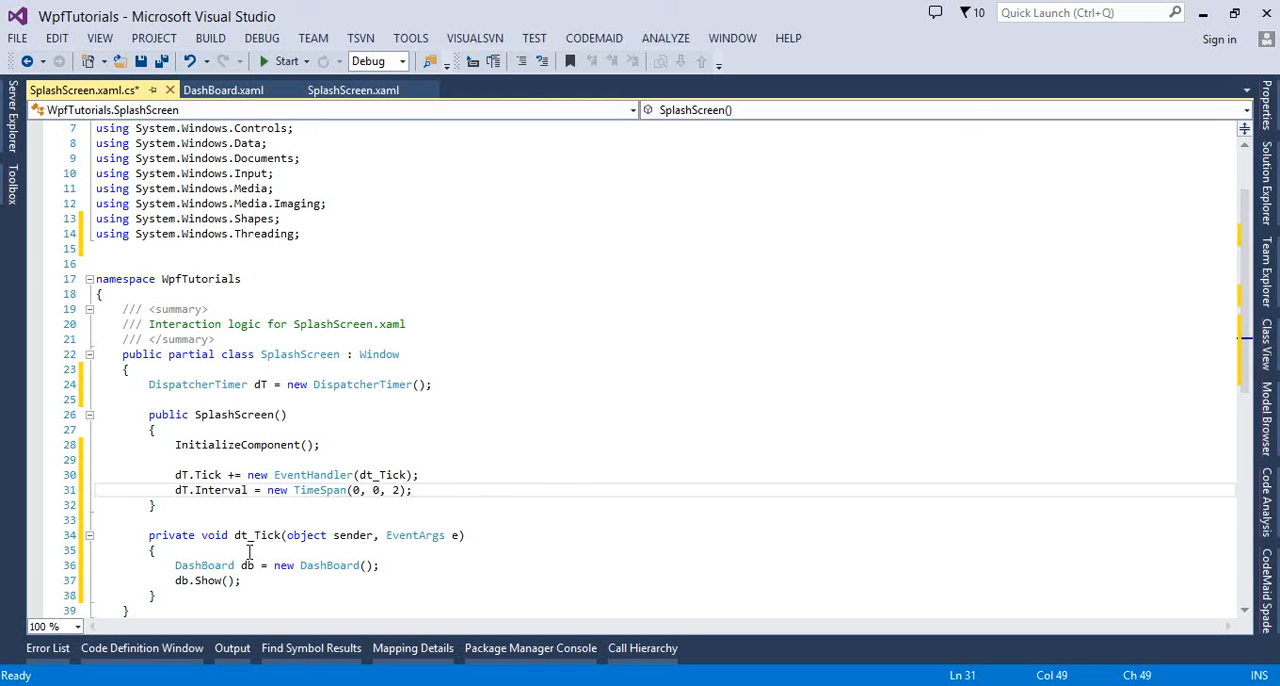 WpfTutorials - Microsoft Visual Studio
10
Quick Launch (Ctrl+Q)
FILE EDIT VIEW PROJECT BUILD DEBUG TEAM TSVN TOOLS VISUALSVN TEST CODEMAID ANALYZE WINDOW HELP
Sign in
Start
Debug
SplashScreen.xaml.cs*
DashBoard.xaml
SplashScreen.xaml
WpfTutorials.SplashScreen
SplashScreen()
Server Explorer
Toolbox
7 using System.Windows.Controls;
8 using System.Windows.Data;
9 using System.Windows.Documents;
10 using System.Windows.Input;
11 using System.Windows.Media;
12 using System.Windows.Media.Imaging;
13 using System.Windows.Shapes;
14 using System.Windows.Threading;
15
16
17 namespace WpfTutorials
18 {
19 /// <summary>
20 /// Interaction logic for SplashScreen.xaml
21 /// </summary>
22 public partial class SplashScreen : Window
23 {
24 DispatcherTimer dT = new DispatcherTimer();
25
26 public SplashScreen()
27 {
28 InitializeComponent();
29
30 dT.Tick += new EventHandler(dt_Tick);
31 dT.Interval = new TimeSpan(0, 0, 2);
32 }
33
34 private void dt_Tick(object sender, EventArgs e)
35 {
36 DashBoard db = new DashBoard();
37 db.Show();
38 }
39 }
Properties
Solution Explorer
Team Explorer
Class View
Model Browser
Code Analysis
CodeMaid Spade
100 %
Error List Code Definition Window Output Find Symbol Results Mapping Details Package Manager Console Call Hierarchy
Ready
Ln 31 Col 49 Ch 49 INS